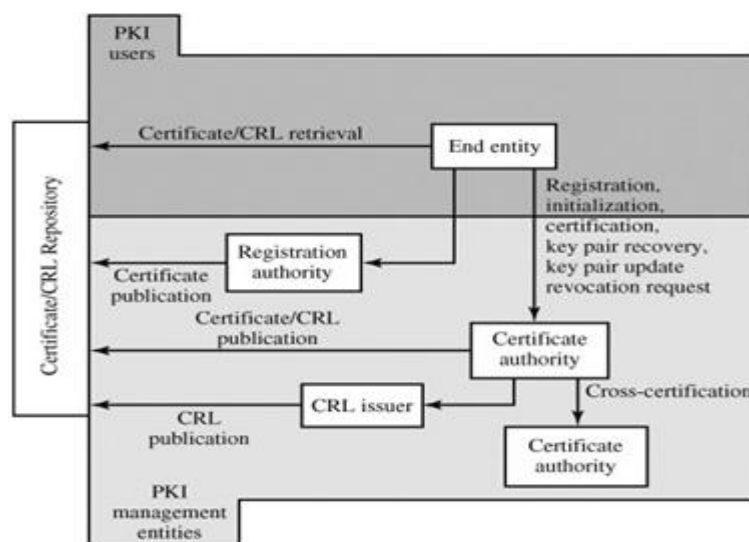 PKI
users
Certificate/CRL retrieval
End entity
Certificate/CRL Repository
Registration,
initialization,
certification,
key pair recovery,
key pair update
revocation request
Registration
authority
Certificate
publication
Certificate/CRL
publication
Certificate
authority
Cross-certification
CRL issuer
CRL
publication
Certificate
authority
PKI
management
entities